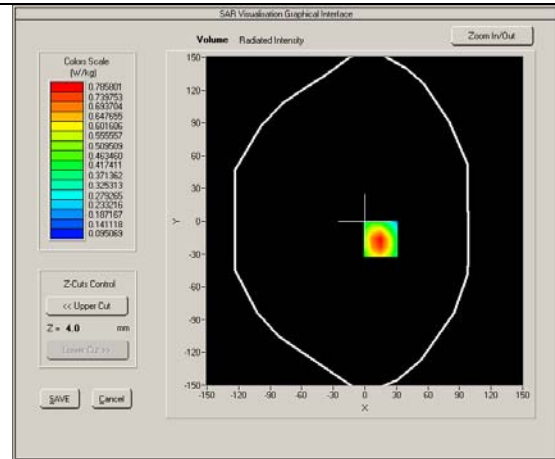 SAR Visualisation Graphical Interface
Volume Radiated Intensity
Zoom In/Out
Colors Scale
(W/kg)
0.785801
0.739753
0.693704
0.647655
0.601606
0.555557
0.509509
0.463460
0.417411
0.371362
0.325313
0.279265
0.233216
0.187167
0.141118
0.095069
Z-Cuts Control
<< Upper Cut
Z = 4.0 mm
Lower Cut >>
SAVE Cancel
150
120
90
60
30
0
-30
-60
-90
-120
-150
Y
-150 -120 -90 -60 -30 0 30 60 90 120 150
X